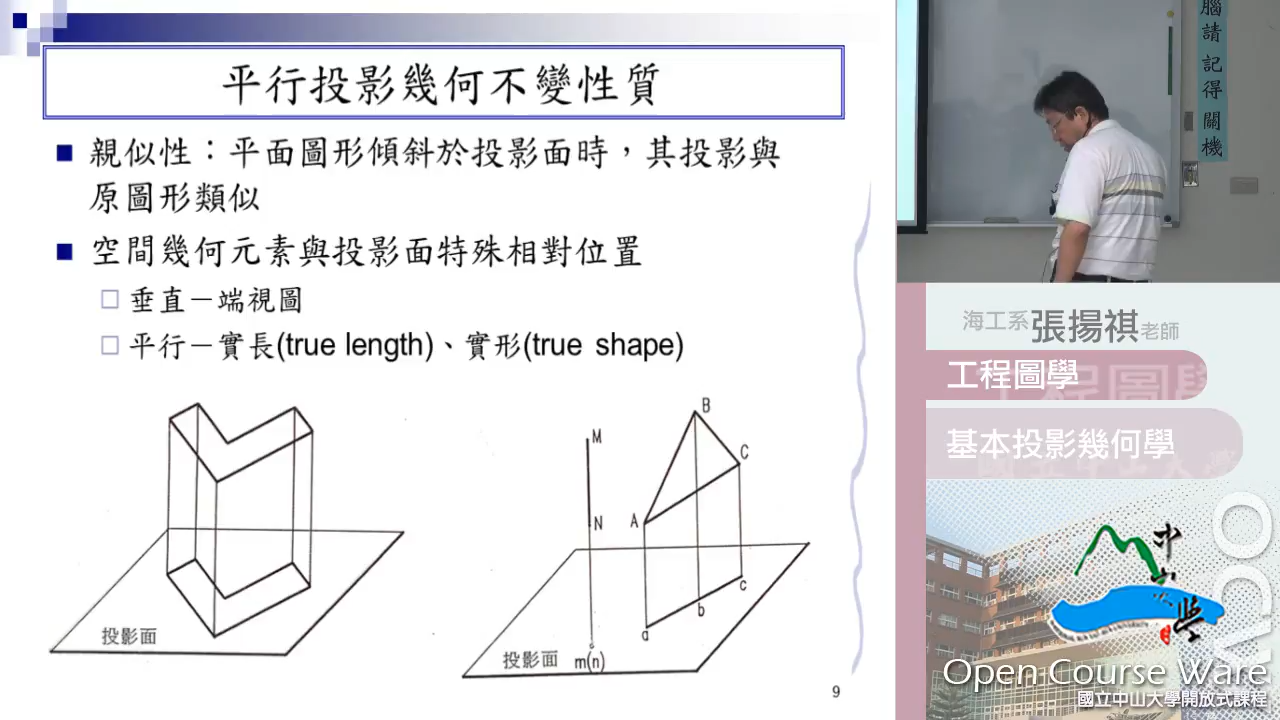 平行投影幾何不變性質
親似性：平面圖形傾斜於投影面時，其投影與
原圖形類似
空間幾何元素與投影面特殊相對位置
垂直－端視圖
平行－實長(true length)、實形(true shape)
投影面
M
N
m(n)
A
B
C
a
b
c
投影面
9
腦請記得關機
海工系張揚祺老師
工程圖學
基本投影幾何學
中山大學
OCW
Open Course Ware
國立中山大學開放式課程